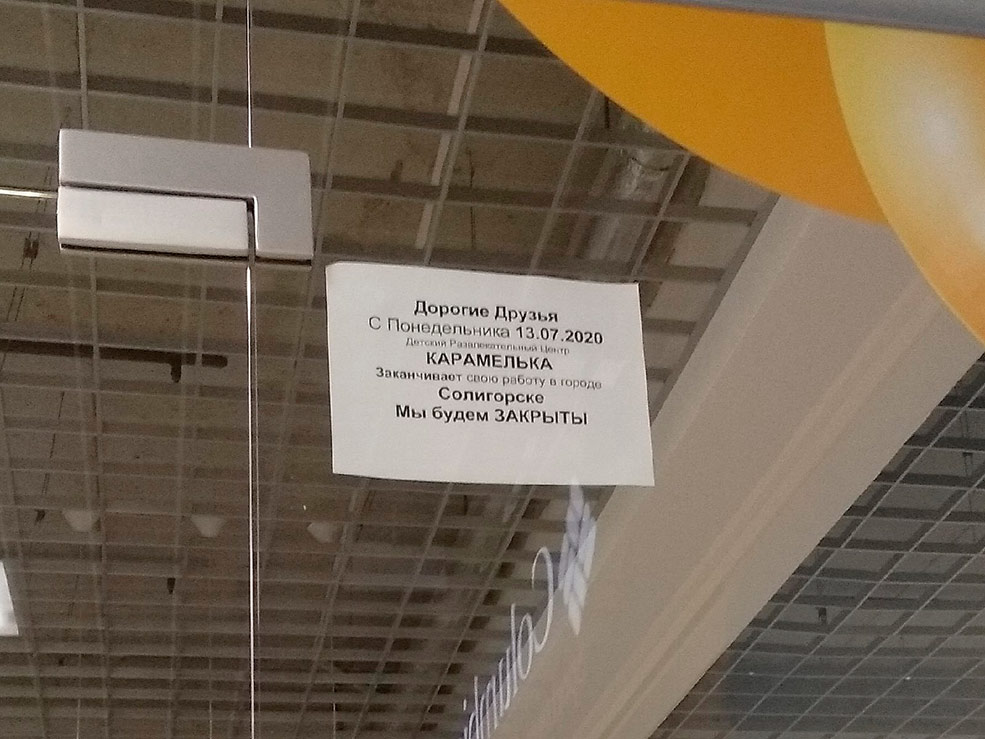 Дорогие Друзья
С Понедельника 13.07.2020
Детский Развлекательный Центр
КАРАМЕЛЬКА
Заканчивает свою работу в городе
Солигорске
Мы будем ЗАКРЫТЫ